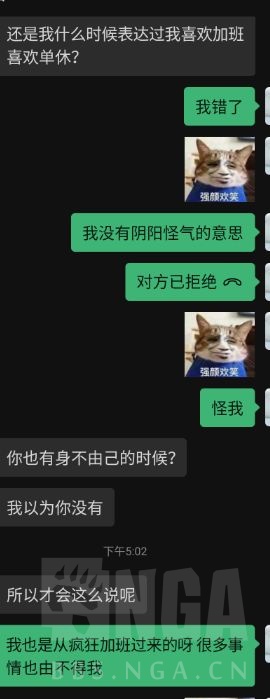 还是我什么时候表达过我喜欢加班
喜欢单休？
我错了
强颜欢笑
我没有阴阳怪气的意思
对方已拒绝
强颜欢笑
怪我
你也有身不由己的时候？
我以为你没有
下午5:02
所以才会这么说呢
我也是从疯狂加班过来的呀 很多事
情也由不得我
NGA
BBS.NGA.CN